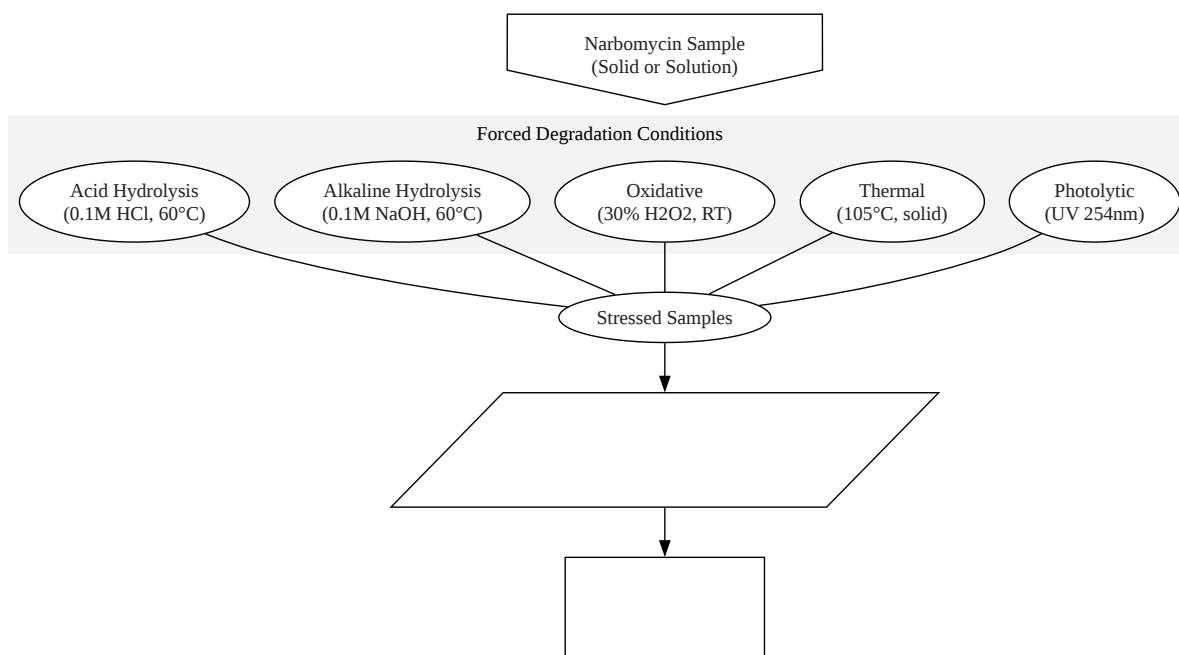 Narbomycin Sample
(Solid or Solution)
Forced Degradation Conditions
Acid Hydrolysis
(0.1M HCl, 60°C)
Alkaline Hydrolysis
(0.1M NaOH, 60°C)
Oxidative
(30% H2O2, RT)
Thermal
(105°C, solid)
Photolytic
(UV 254nm)
Stressed Samples